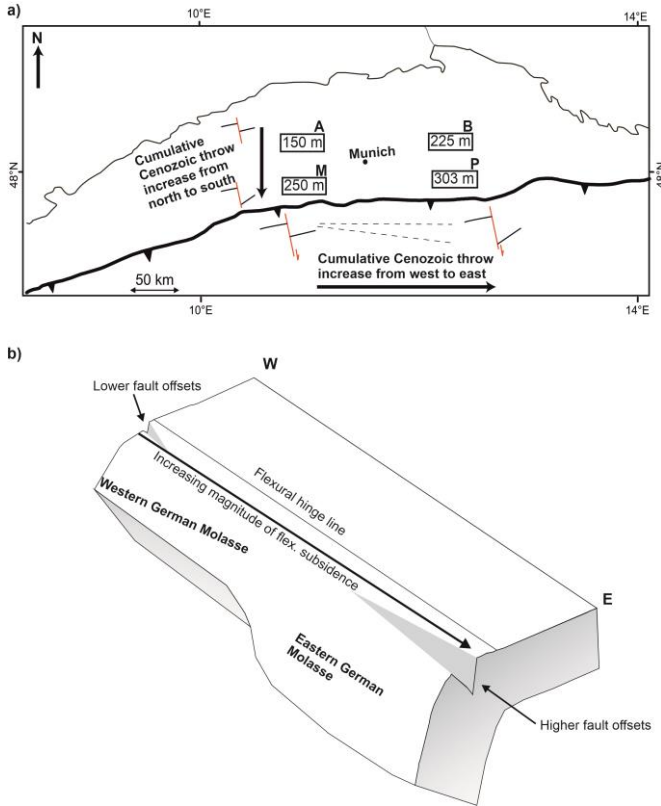 a)
10°E
14°E
N
48°N
48°N
Cumulative
Cenozoic throw
increase from
north to south
A
150 m
M
250 m
Munich
B
225 m
P
303 m
50 km
Cumulative Cenozoic throw
increase from west to east
10°E
14°E
b)
W
Lower fault offsets
Flexural hinge line
Increasing magnitude of flex. subsidence
Western German Molasse
E
Eastern German
Molasse
Higher fault offsets